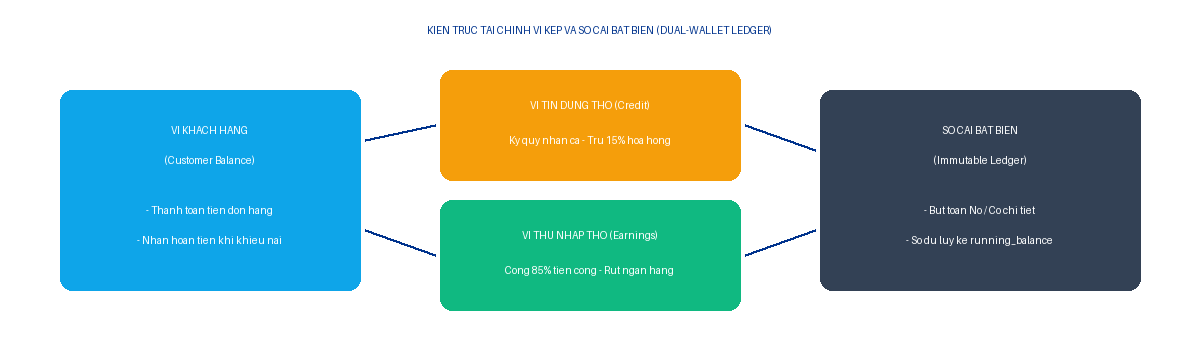 KIEN TRUC TAI CHINH VI KEP VA SO CAI BAT BIEN (DUAL-WALLET LEDGER)
VI KHACH HANG
(Customer Balance)
- Thanh toan tien don hang
- Nhan hoan tien khi khieu nai
VI TIN DUNG THO (Credit)
Ky quy nhan ca - Tru 15% hoa hong
VI THU NHAP THO (Earnings)
Cong 85% tien cong - Rut ngan hang
SO CAI BAT BIEN
(Immutable Ledger)
- But toan No / Co chi tiet
- So du luy ke running_balance